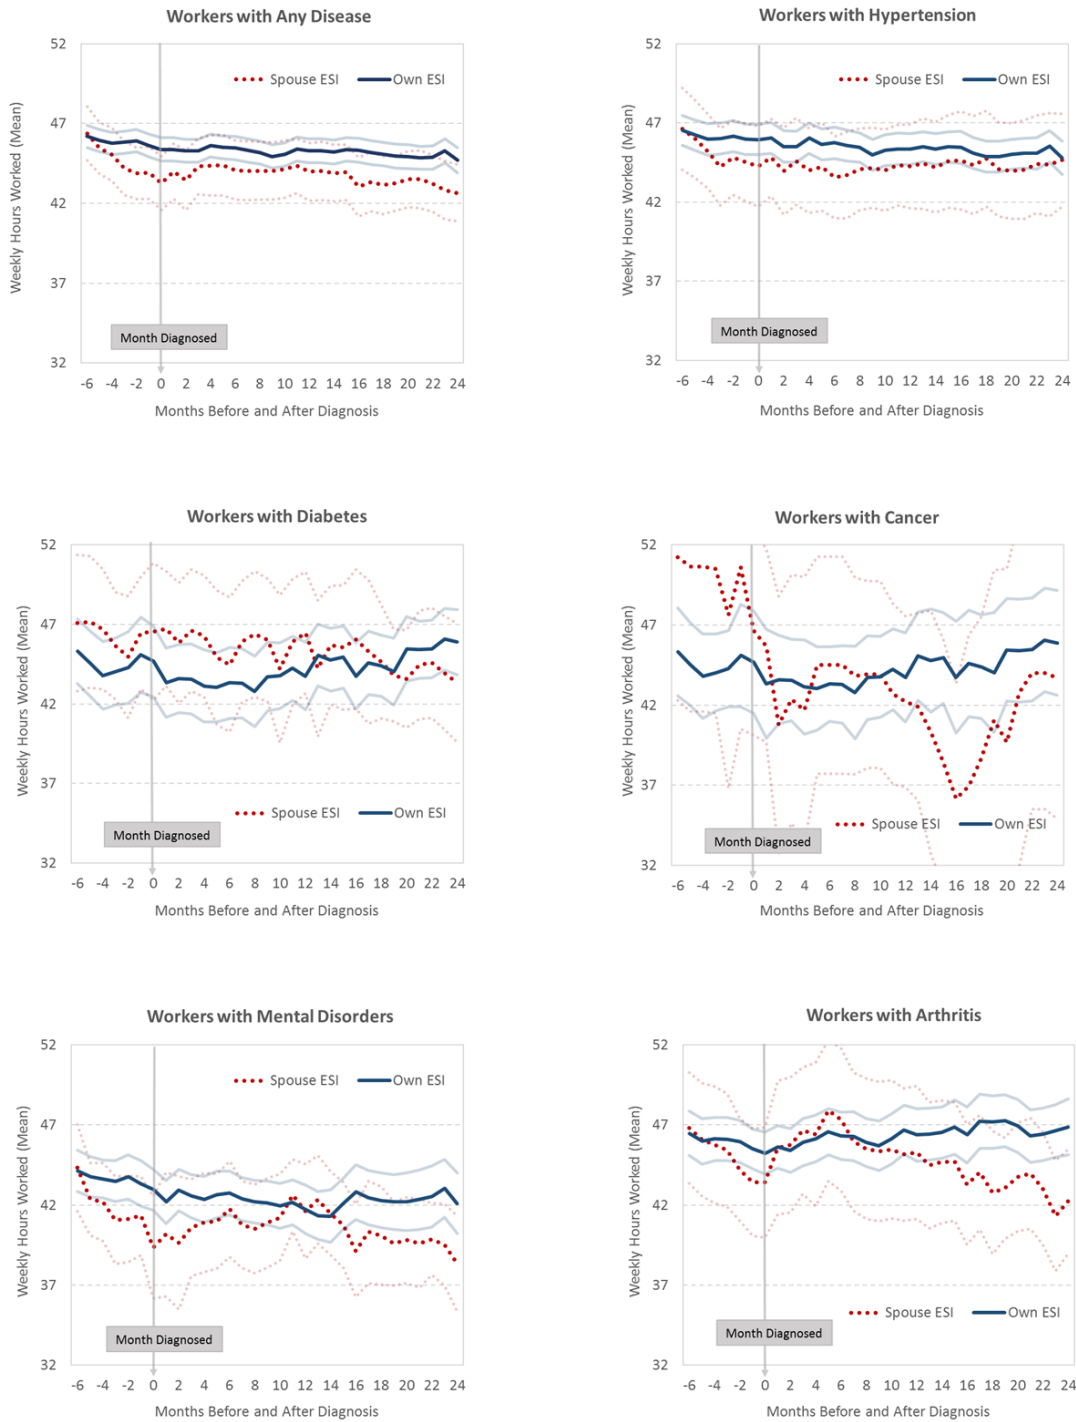 Workers with Any Disease
Weekly Hours Worked (Mean)
52
47
42
37
32
Spouse ESI Own ESI
Month Diagnosed
-6 -4 -2 0 2 4 6 8 10 11 12 14 16 18 20 22 24
Months Before and After Diagnosis
Workers with Hypertension
Weekly Hours Worked (Mean)
52
47
42
37
32
Spouse ESI Own ESI
Month Diagnosed
-6 -4 -2 0 2 4 6 8 10 11 12 14 16 18 20 22 24
Months Before and After Diagnosis
Workers with Diabetes
Weekly Hours Worked (Mean)
52
47
42
37
32
Spouse ESI Own ESI
Month Diagnosed
-6 -4 -2 0 2 4 6 8 10 11 12 14 16 18 20 22 24
Months Before and After Diagnosis
Workers with Cancer
Weekly Hours Worked (Mean)
52
47
42
37
32
Spouse ESI Own ESI
Month Diagnosed
-6 -4 -2 0 2 4 6 8 10 11 12 14 16 18 20 22 24
Months Before and After Diagnosis
Workers with Mental Disorders
Weekly Hours Worked (Mean)
52
47
42
37
32
Spouse ESI Own ESI
Month Diagnosed
-6 -4 -2 0 2 4 6 8 10 11 12 14 16 18 20 22 24
Months Before and After Diagnosis
Workers with Arthritis
Weekly Hours Worked (Mean)
52
47
42
37
32
Spouse ESI Own ESI
Month Diagnosed
-6 -4 -2 0 2 4 6 8 10 11 12 14 16 18 20 22 24
Months Before and After Diagnosis